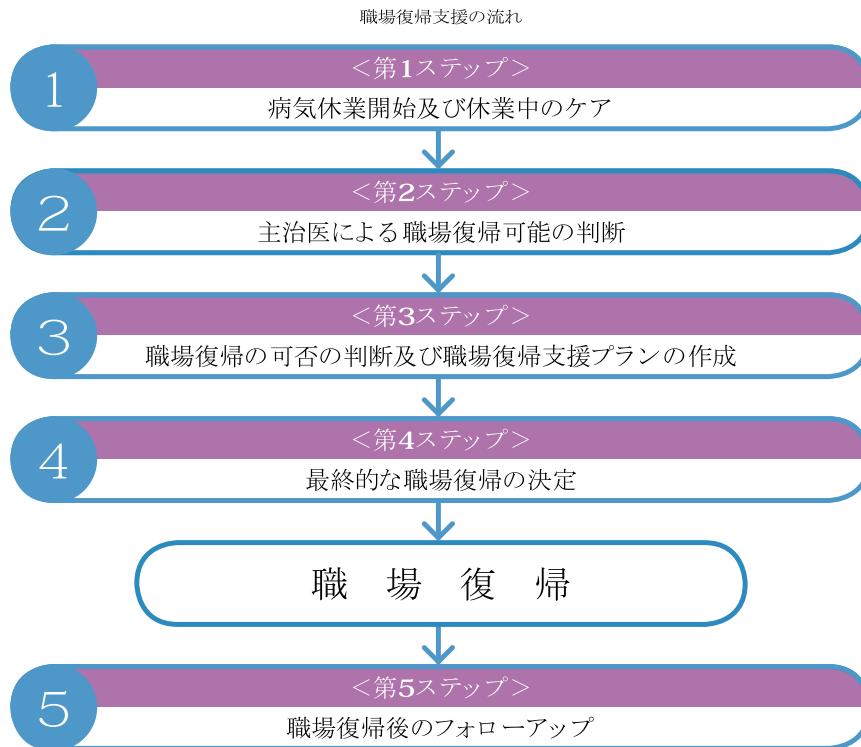 職場復帰支援の流れ
1
＜第1ステップ＞
病気休業開始及び休業中のケア
2
＜第2ステップ＞
主治医による職場復帰可能の判断
3
＜第3ステップ＞
職場復帰の可否の判断及び職場復帰支援プランの作成
4
＜第4ステップ＞
最終的な職場復帰の決定
職場復帰
5
＜第5ステップ＞
職場復帰後のフォローアップ